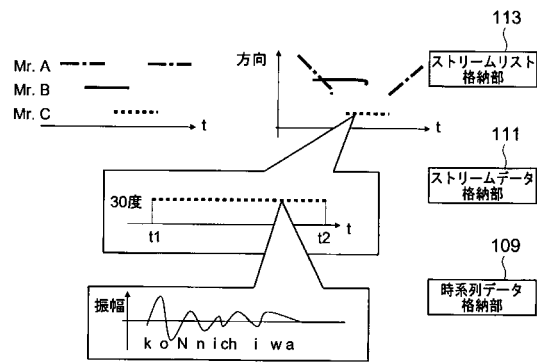 113
Mr. A
Mr. B
Mr. C
t
方向
t
ストリームリスト
格納部
111
ストリームデータ
格納部
30度
t1
t2
t
109
時系列データ
格納部
振幅
k o N n i c h i w a